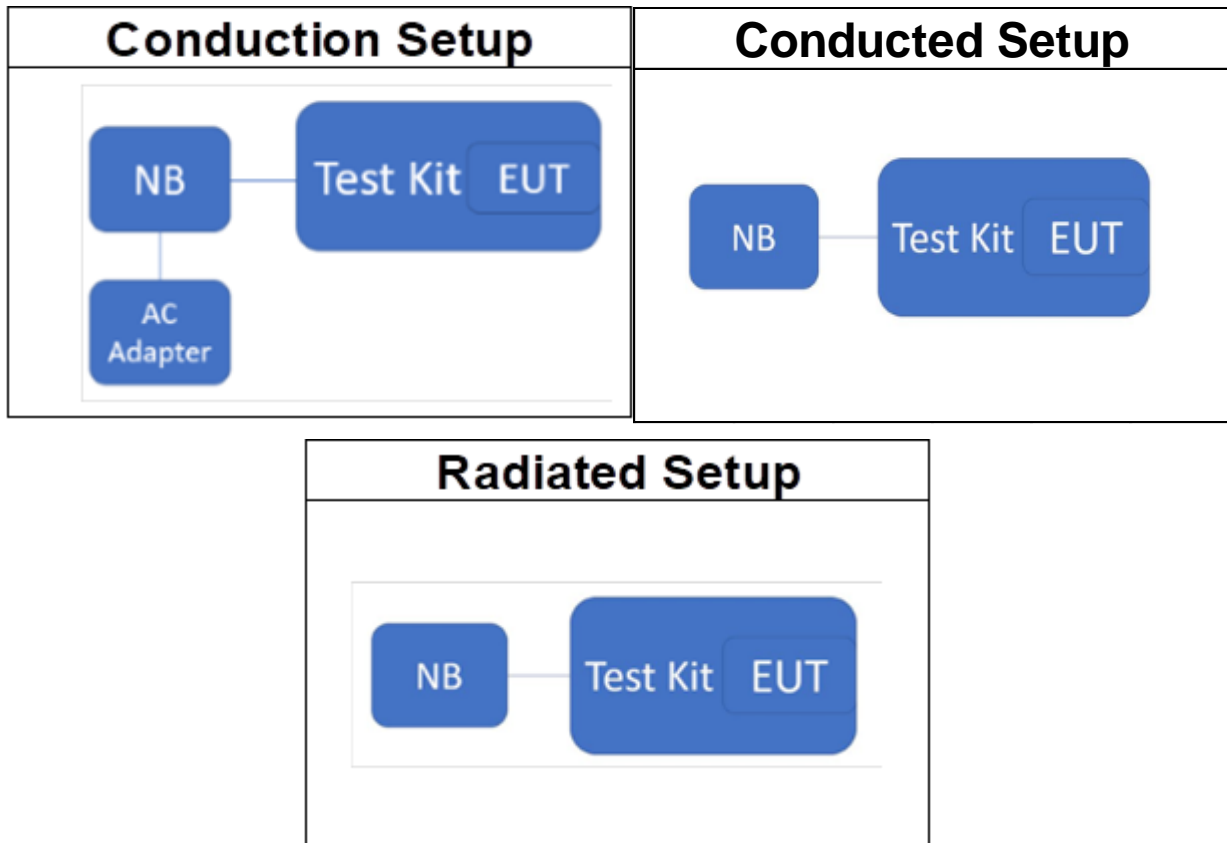 Conduction Setup
NB
Test Kit
EUT
AC
Adapter
Conducted Setup
NB
Test Kit
EUT
Radiated Setup
NB
Test Kit
EUT